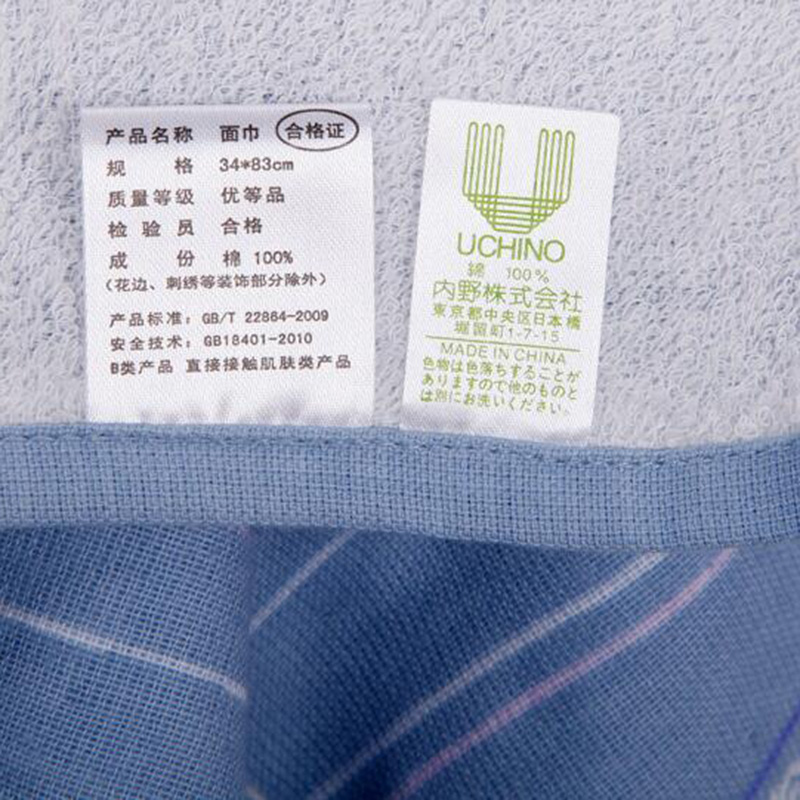 产品名称 面巾 合格证
规 格 34*83cm
质量等级 优等品
检 验 员 合格
成 份 棉 100%
(花边、刺绣等装饰部分除外)
产品标准: GB/T 22864-2009
安全技术: GB18401-2010
B类产品 直接接触肌肤类产品
UCHINO
綿 100%
内野株式会社
東京都中央区日本橋
堀留町1-7-15
MADE IN CHINA
色物は色落ちすることが
ありますので他のものと
は別にお洗いください。